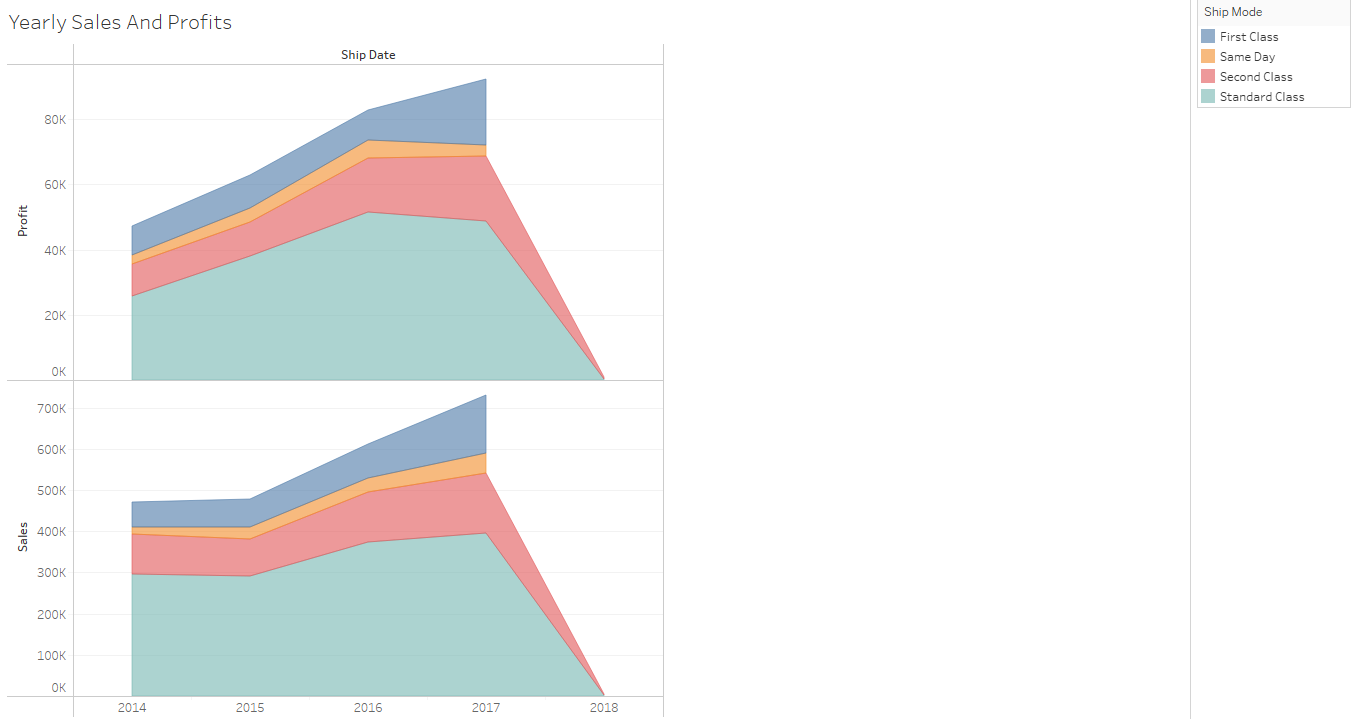 Yearly Sales And Profits
Ship Date
Profit
80K
60K
40K
20K
0K
Sales
700K
600K
500K
400K
300K
200K
100K
0K
2014 2015 2016 2017 2018
Ship Mode
First Class
Same Day
Second Class
Standard Class